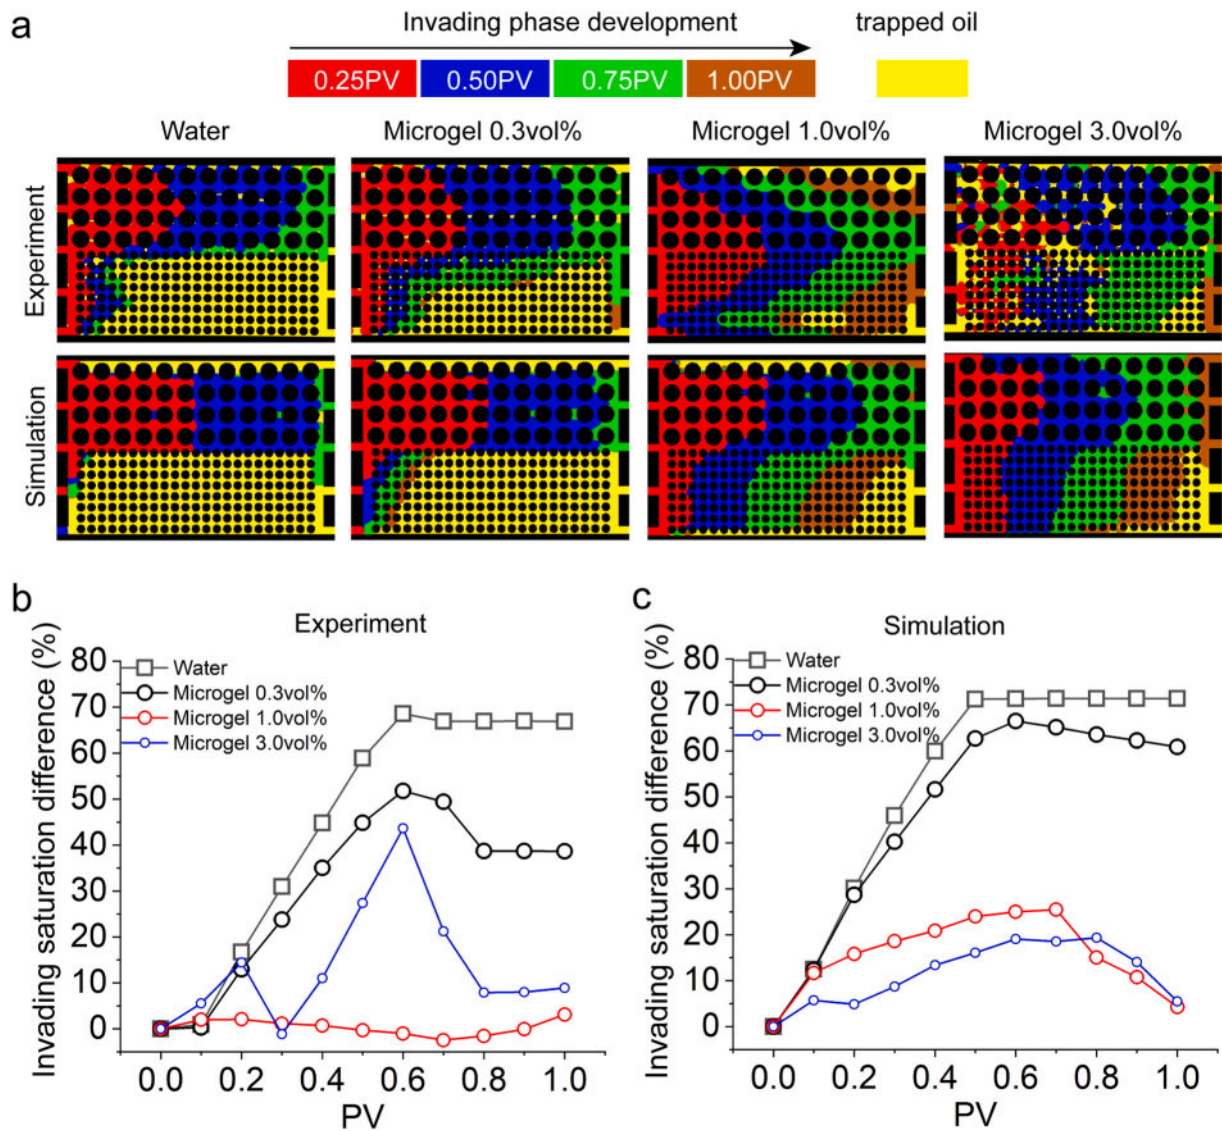 a
Invading phase development
trapped oil
0.25PV 0.50PV 0.75PV 1.00PV
Water Microgel 0.3vol% Microgel 1.0vol% Microgel 3.0vol%
Experiment
Simulation
b
Experiment
Invading saturation difference (%)
80
70
60
50
40
30
20
10
0
Water
Microgel 0.3vol%
Microgel 1.0vol%
Microgel 3.0vol%
0.0 0.2 0.4 0.6 0.8 1.0
PV
c
Simulation
Invading saturation difference (%)
80
70
60
50
40
30
20
10
0
Water
Microgel 0.3vol%
Microgel 1.0vol%
Microgel 3.0vol%
0.0 0.2 0.4 0.6 0.8 1.0
PV